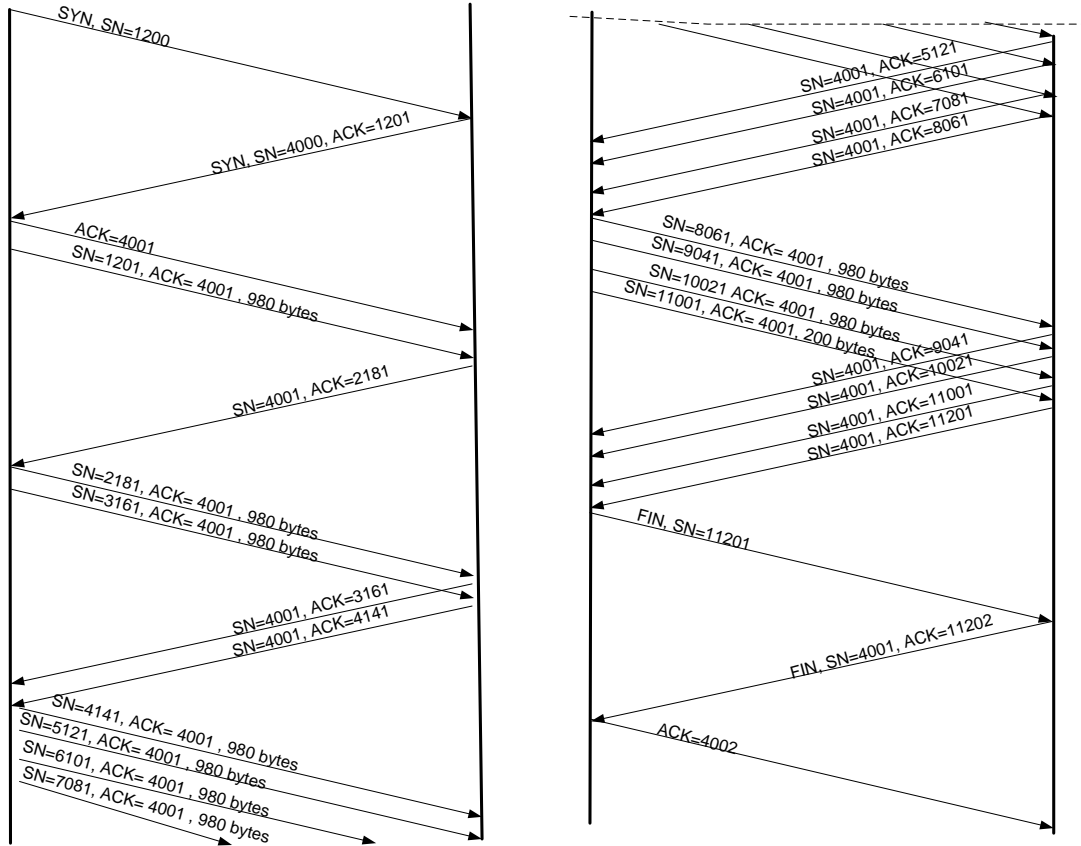 SYN, SN=1200
SYN, SN=4000, ACK=1201
ACK=4001
SN=1201, ACK= 4001 , 980 bytes
SN=4001, ACK=2181
SN=2181, ACK= 4001 , 980 bytes
SN=3161, ACK= 4001 , 980 bytes
SN=4001, ACK=3161
SN=4001, ACK=4141
SN=4141, ACK= 4001 , 980 bytes
SN=5121, ACK= 4001 , 980 bytes
SN=6101, ACK= 4001 , 980 bytes
SN=7081, ACK= 4001 , 980 bytes
SN=4001, ACK=5121
SN=4001, ACK=6101
SN=4001, ACK=7081
SN=4001, ACK=8061
SN=8061, ACK= 4001 , 980 bytes
SN=9041, ACK= 4001 , 980 bytes
SN=10021 ACK= 4001 , 980 bytes
SN=11001, ACK= 4001, 200 bytes
SN=4001, ACK=9041
SN=4001, ACK=10021
SN=4001, ACK=11001
SN=4001, ACK=11201
FIN, SN=11201
FIN, SN=4001, ACK=11202
ACK=4002